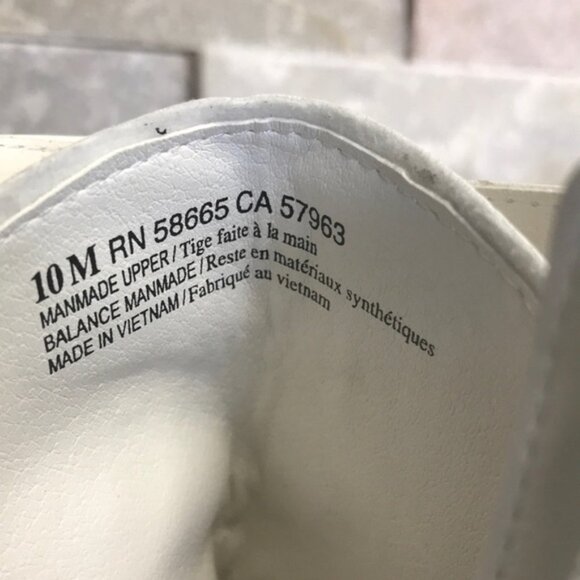 10 M RN 58665 CA 57963
MANMADE UPPER / Tige faite à la main
BALANCE MANMADE / Reste en matériaux synthétiques
MADE IN VIETNAM / Fabriqué au vietnam